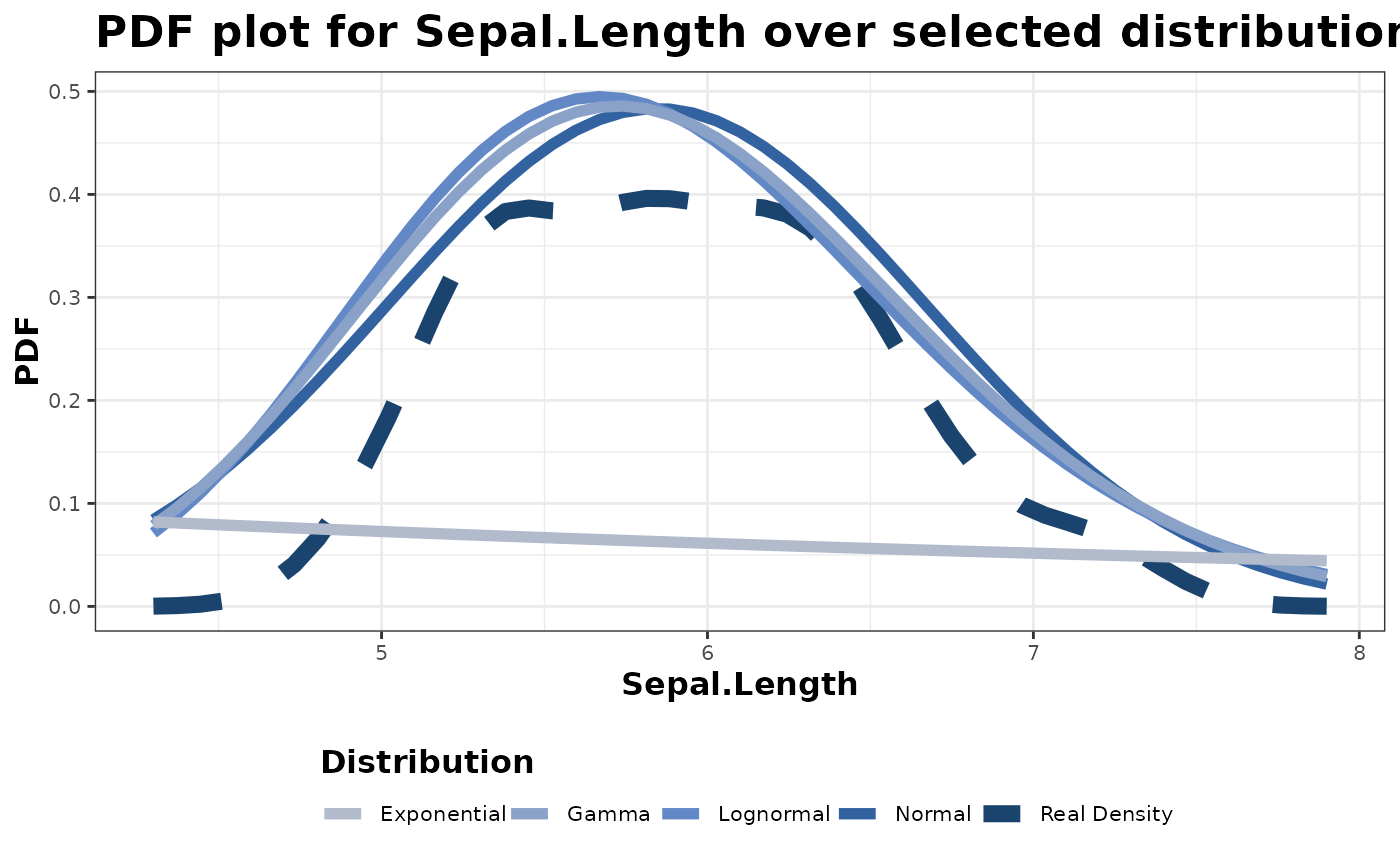 PDF plot for Sepal.Length over selected distribution
0.5
0.4
0.3
0.2
0.1
0.0
PDF
5 6 7 8
Sepal.Length
Distribution
Exponential Gamma Lognormal Normal Real Density